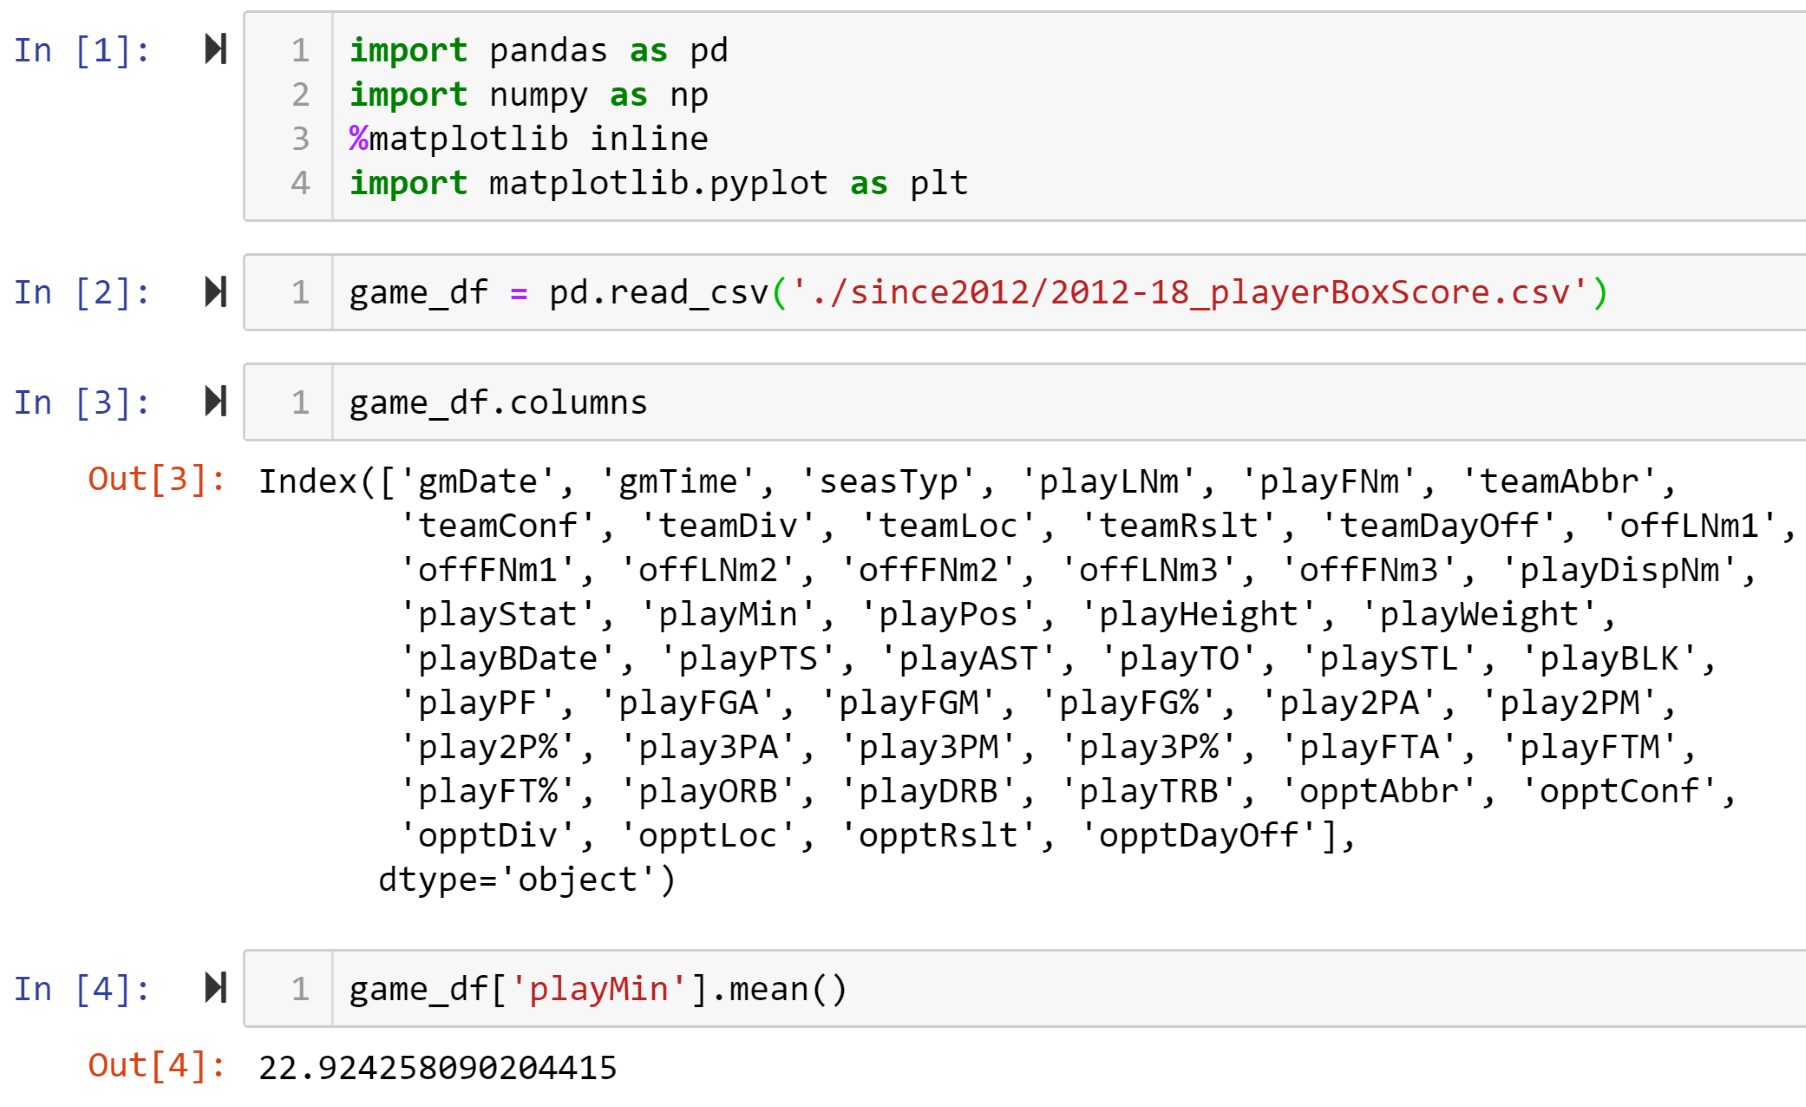 In [1]:
1 import pandas as pd
2 import numpy as np
3 %matplotlib inline
4 import matplotlib.pyplot as plt
In [2]:
1 game_df = pd.read_csv('./since2012/2012-18_playerBoxScore.csv')
In [3]:
1 game_df.columns
Out[3]:
Index(['gmDate', 'gmTime', 'seasTyp', 'playLNm', 'playFNm', 'teamAbbr',
'teamConf', 'teamDiv', 'teamLoc', 'teamRslt', 'teamDayOff', 'offLNm1',
'offFNm1', 'offLNm2', 'offFNm2', 'offLNm3', 'offFNm3', 'playDispNm',
'playStat', 'playMin', 'playPos', 'playHeight', 'playWeight',
'playBDate', 'playPTS', 'playAST', 'playTO', 'playSTL', 'playBLK',
'playPF', 'playFGA', 'playFGM', 'playFG%', 'play2PA', 'play2PM',
'play2P%', 'play3PA', 'play3PM', 'play3P%', 'playFTA', 'playFTM',
'playFT%', 'playORB', 'playDRB', 'playTRB', 'opptAbbr', 'opptConf',
'opptDiv', 'opptLoc', 'opptRslt', 'opptDayOff'],
dtype='object')
In [4]:
1 game_df['playMin'].mean()
Out[4]:
22.924258090204415